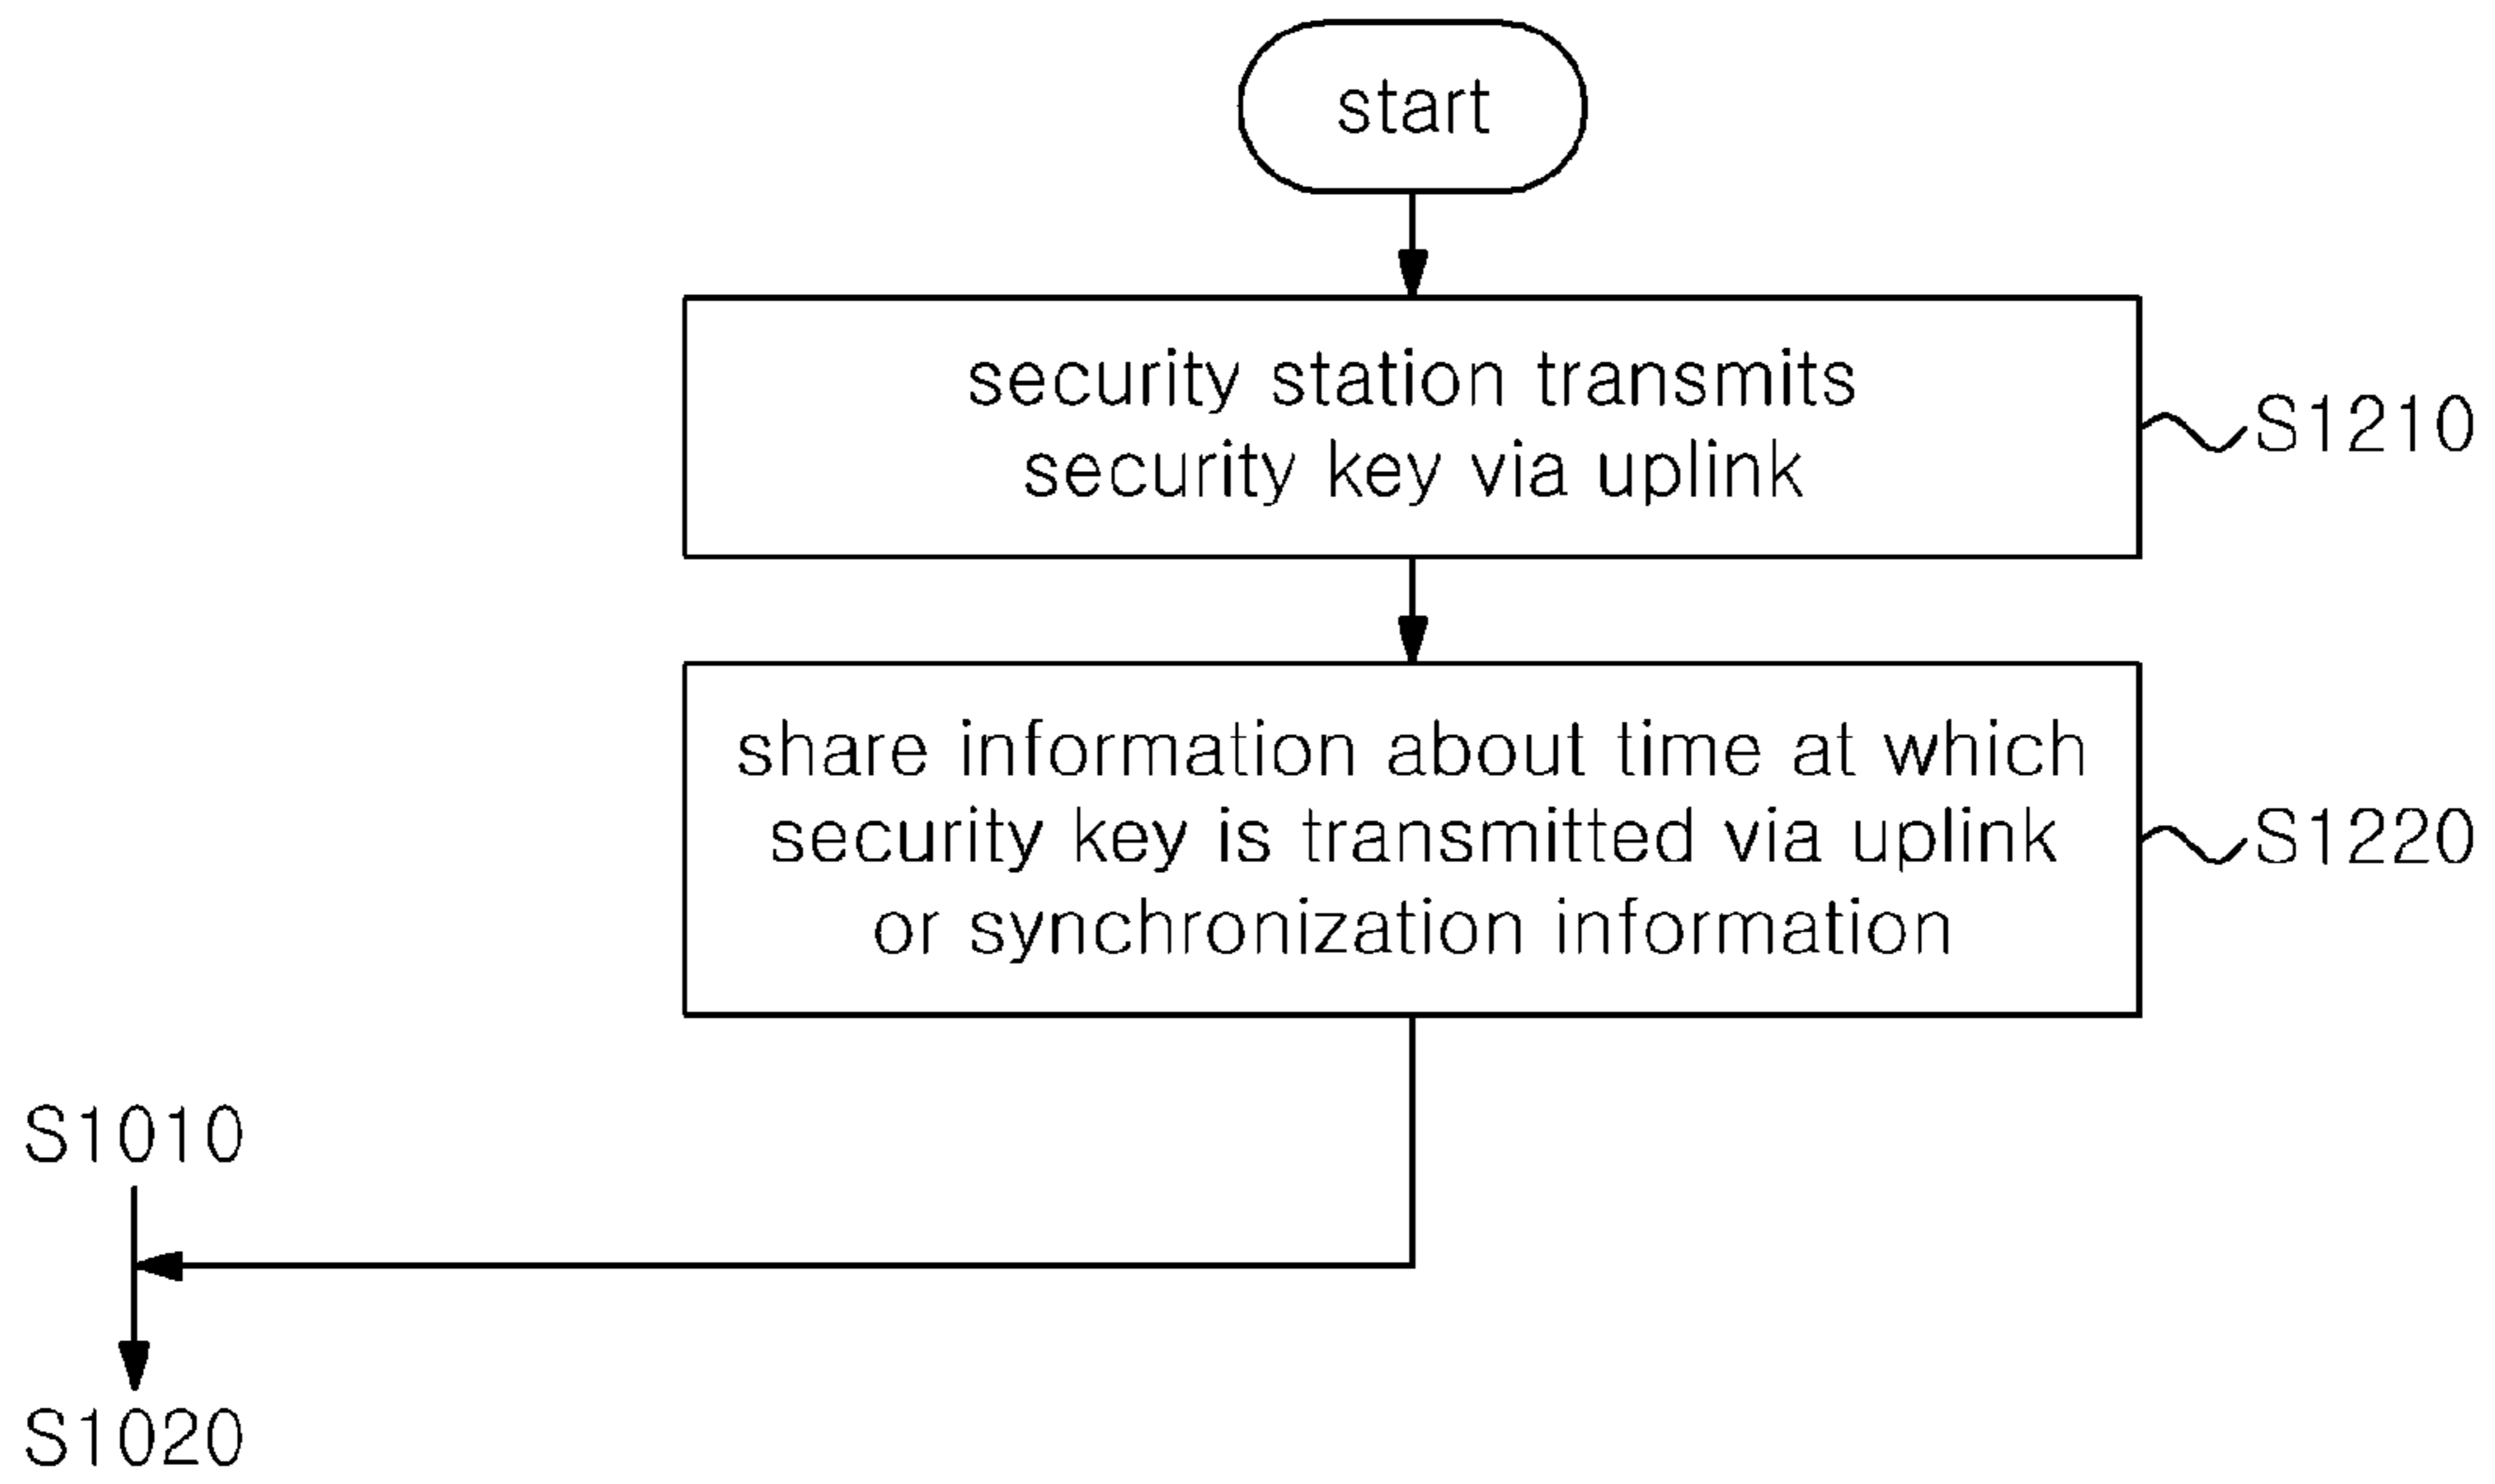 start
security station transmits
security key via uplink
S1210
share information about time at which
security key is transmitted via uplink
or synchronization information
S1220
S1010
S1020